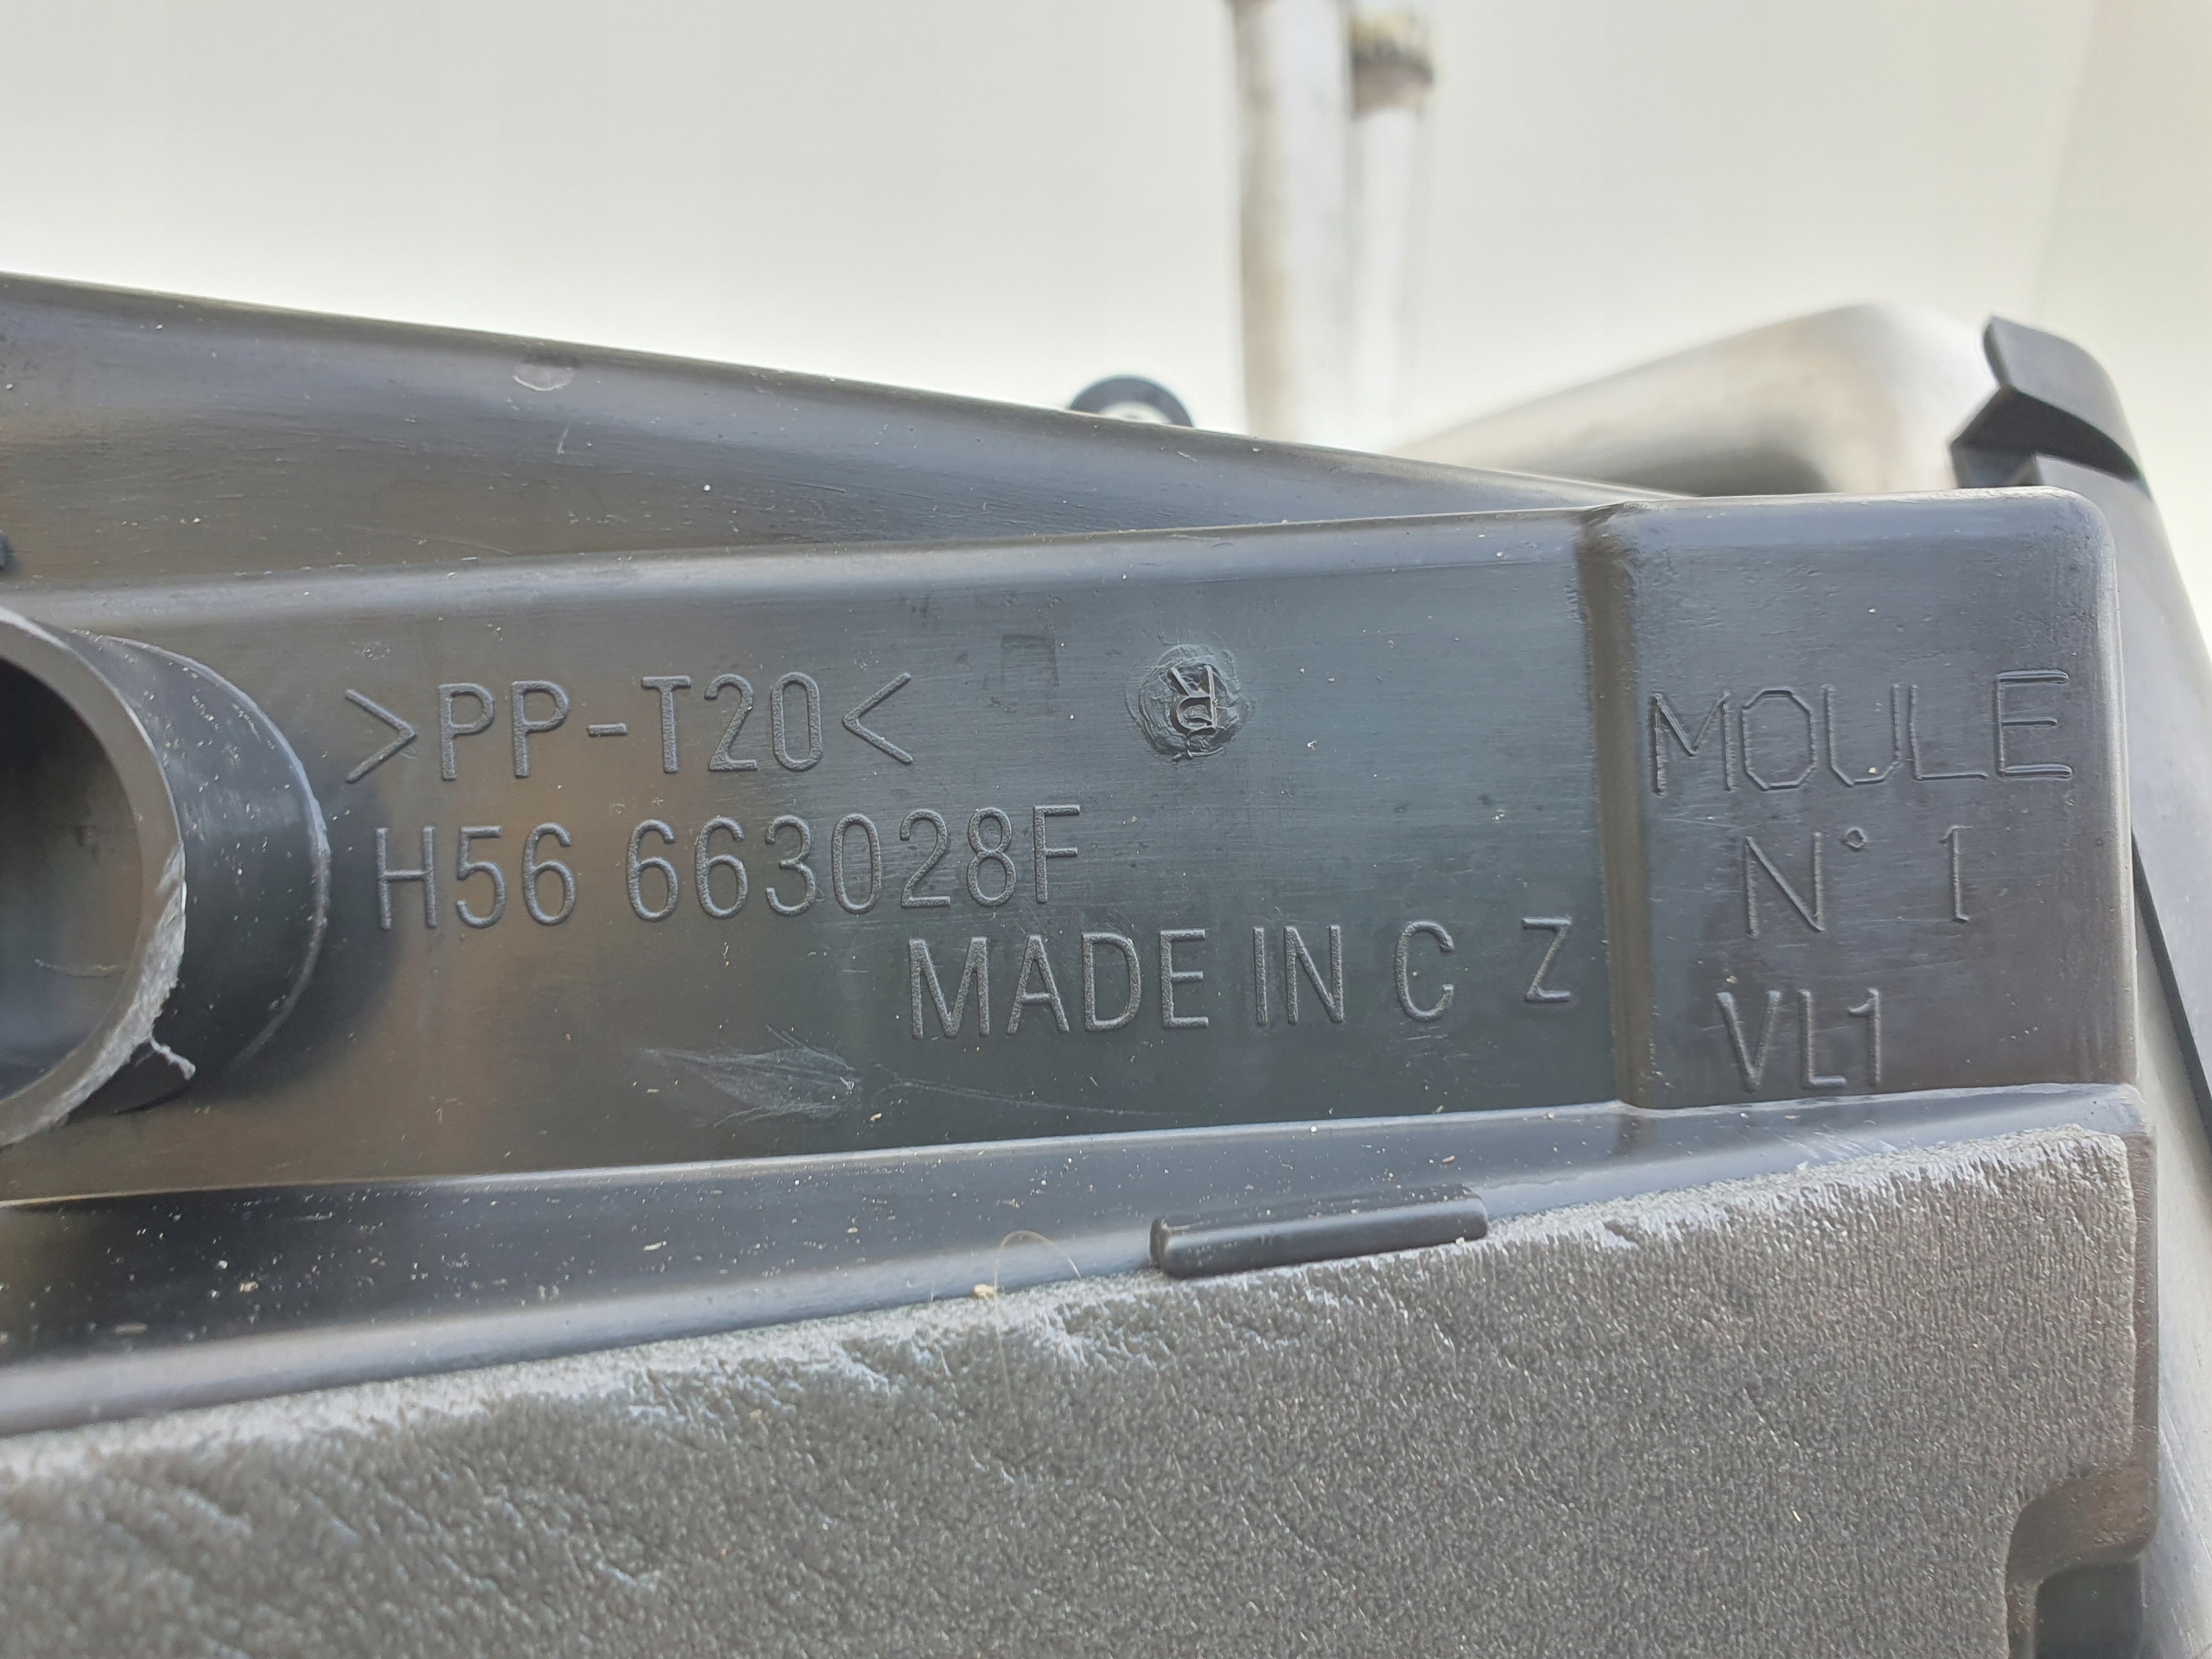 >PP-T20<
R
H56 663028F
MADE IN C Z
MOULE
N° 1
VL1